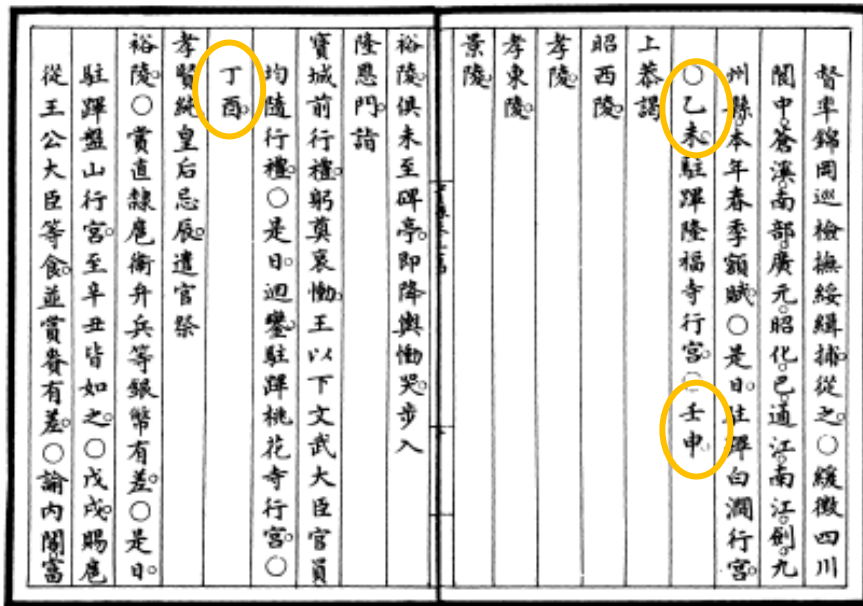 督率錦岡巡檢撫綏緝捕從之。○緩徵四川
閬中。蒼溪。南部。廣元。昭化。巴。通江。南江。劍。九
州縣。本年春季額賦。○是日。駐蹕白澗行宮。
○乙未。駐蹕隆福寺行宮。○壬申。
上恭謁
昭西陵。
孝陵。
孝東陵。
景陵。
裕陵。俱未至碑亭。即降輿慟哭。步入
隆恩門。詣
寶城前行禮。躬奠哀慟。王以下文武大臣官員
均隨行禮。○是日。迴鑾。駐蹕桃花寺行宮。○
丁酉。
孝賢純皇后忌辰。遣官祭
裕陵。○賞直隸扈衛弁兵等銀幣有差。○是日。
駐蹕盤山行宮。至辛丑皆如之。○戊戌。賜扈
從王公大臣等食。並賞賚有差。○諭內閣。富